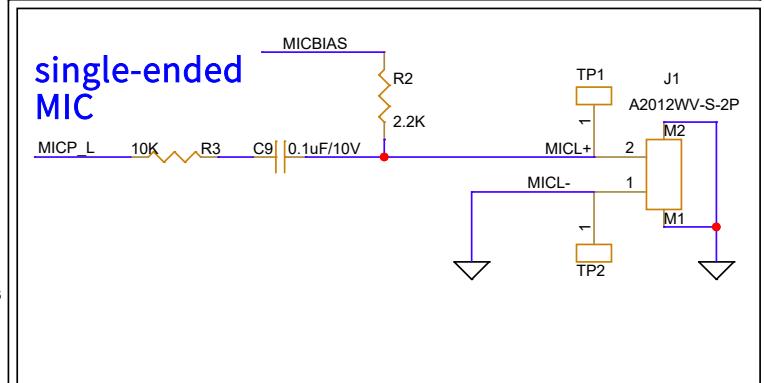 MICBIAS
single-ended
MIC
R2
2.2K
TP1
1
J1
A2012WV-S-2P
MICP_L
10K
R3
C9
0.1uF/10V
MICL+
2
M2
MICL-
1
M1
1
TP2